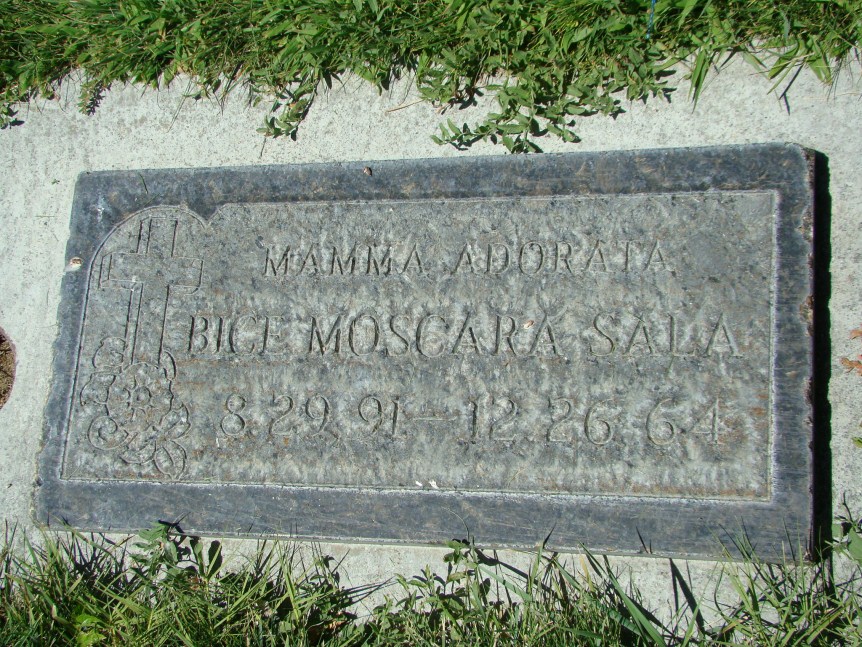 MAMMA ADORATA
BICE MOSCARA SALA
8.29.91 – 12.26.64